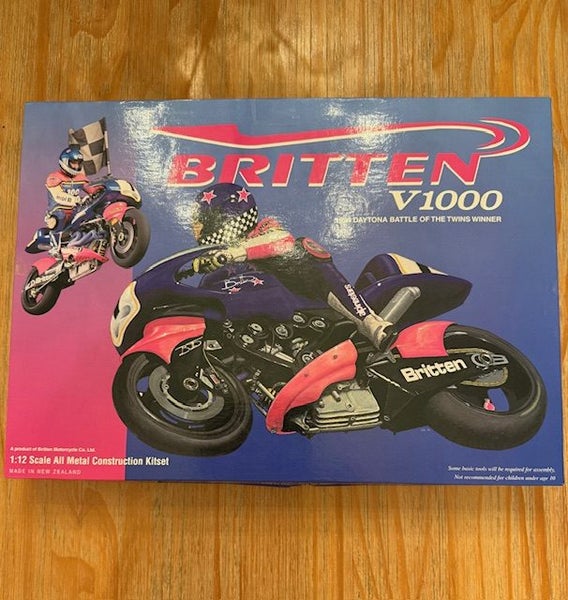 BRITTEN
V1000
DAYTONA BATTLE OF THE TWINS WINNER
alpinestars
Britten
A product of Britten Motorcycle Co. Ltd.
1:12 Scale All Metal Construction Kitset
MADE IN NEW ZEALAND
Some basic tools will be required for assembly.
Not recommended for children under age 10